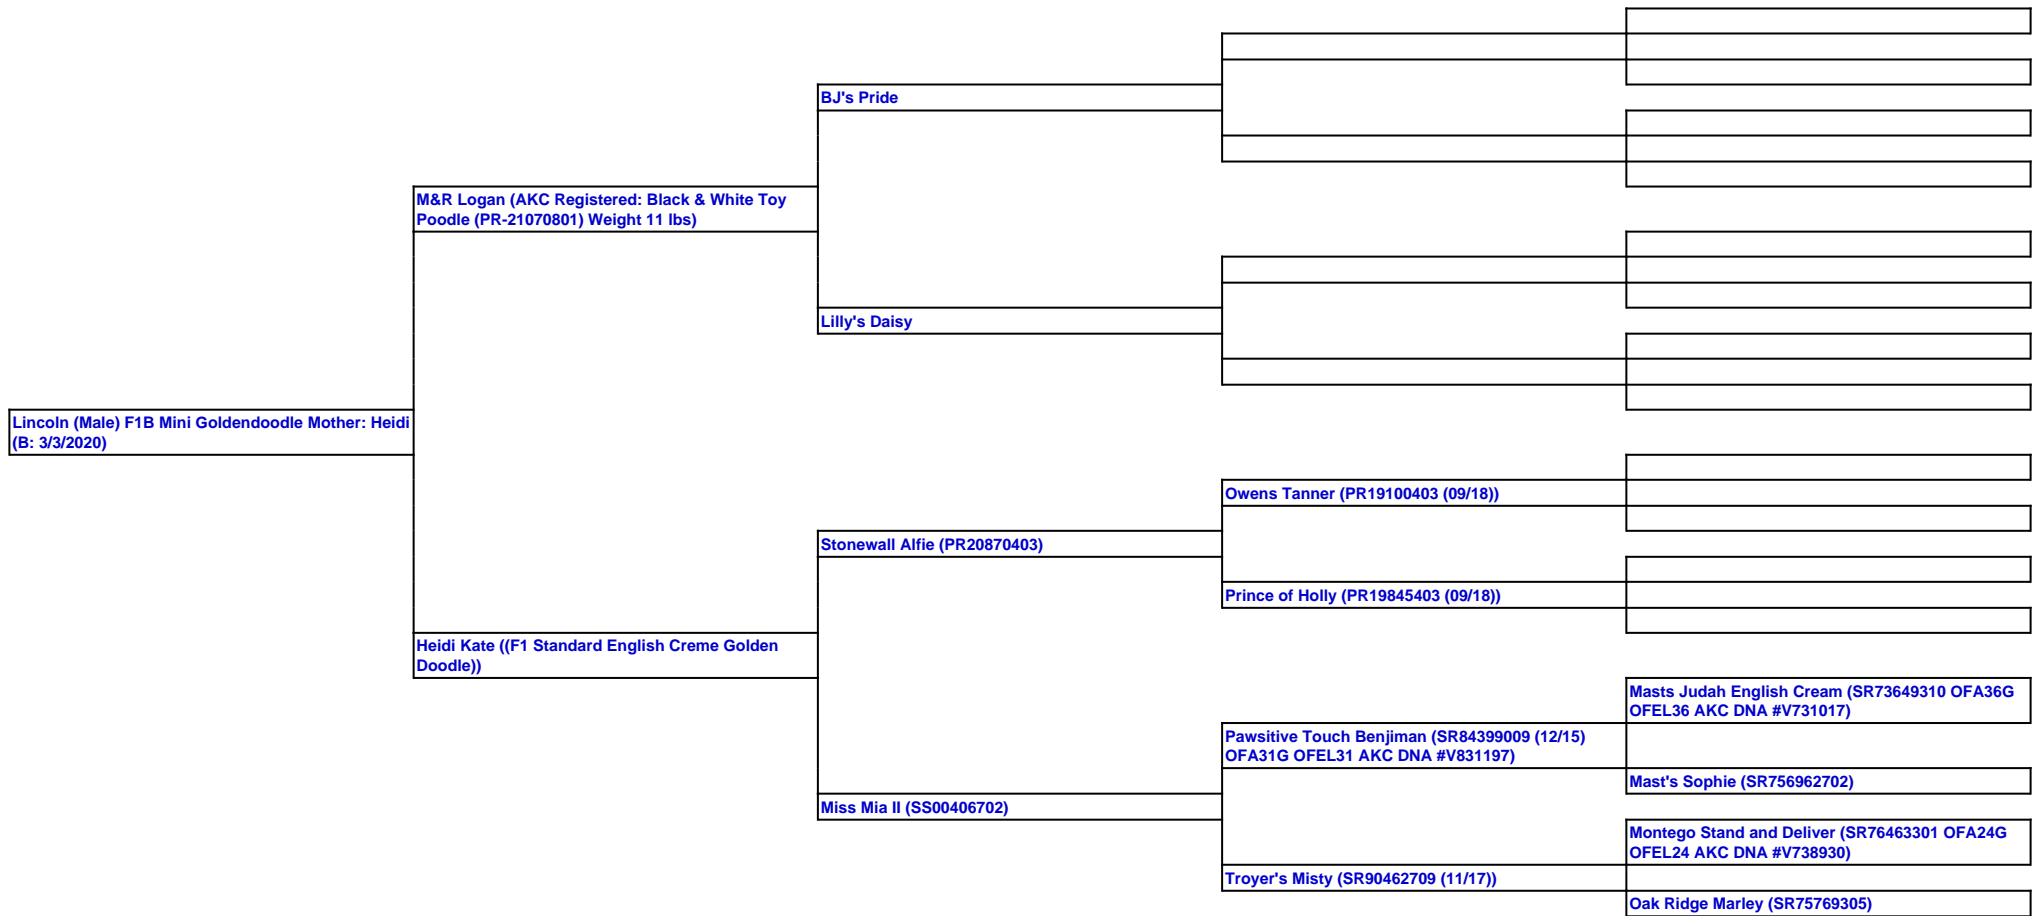 BJ's Pride
M&R Logan (AKC Registered: Black & White Toy
Poodle (PR-21070801) Weight 11 lbs)
Lilly's Daisy
Lincoln (Male) F1B Mini Goldendoodle Mother: Heidi
(B: 3/3/2020)
Owens Tanner (PR19100403 (09/18))
Stonewall Alfie (PR20870403)
Prince of Holly (PR19845403 (09/18))
Heidi Kate ((F1 Standard English Creme Golden
Doodle))
Masts Judah English Cream (SR73649310 OFA36G
OFEL36 AKC DNA #V731017)
Pawsitive Touch Benjiman (SR84399009 (12/15)
OFA31G OFEL31 AKC DNA #V831197)
Mast's Sophie (SR756962702)
Miss Mia II (SS00406702)
Montego Stand and Deliver (SR76463301 OFA24G
OFEL24 AKC DNA #V738930)
Troyer's Misty (SR90462709 (11/17))
Oak Ridge Marley (SR75769305)